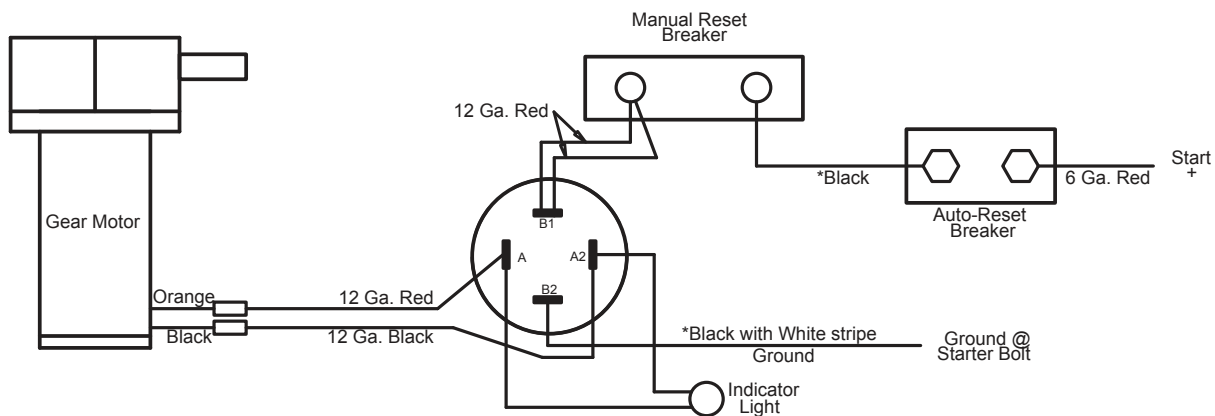 Manual Reset
Breaker
12 Ga. Red
*Black
6 Ga. Red
Start
+
Auto-Reset
Breaker
Gear Motor
B1
A
A2
B2
Orange
12 Ga. Red
Black
12 Ga. Black
*Black with White stripe
Ground
Ground @
Starter Bolt
Indicator
Light